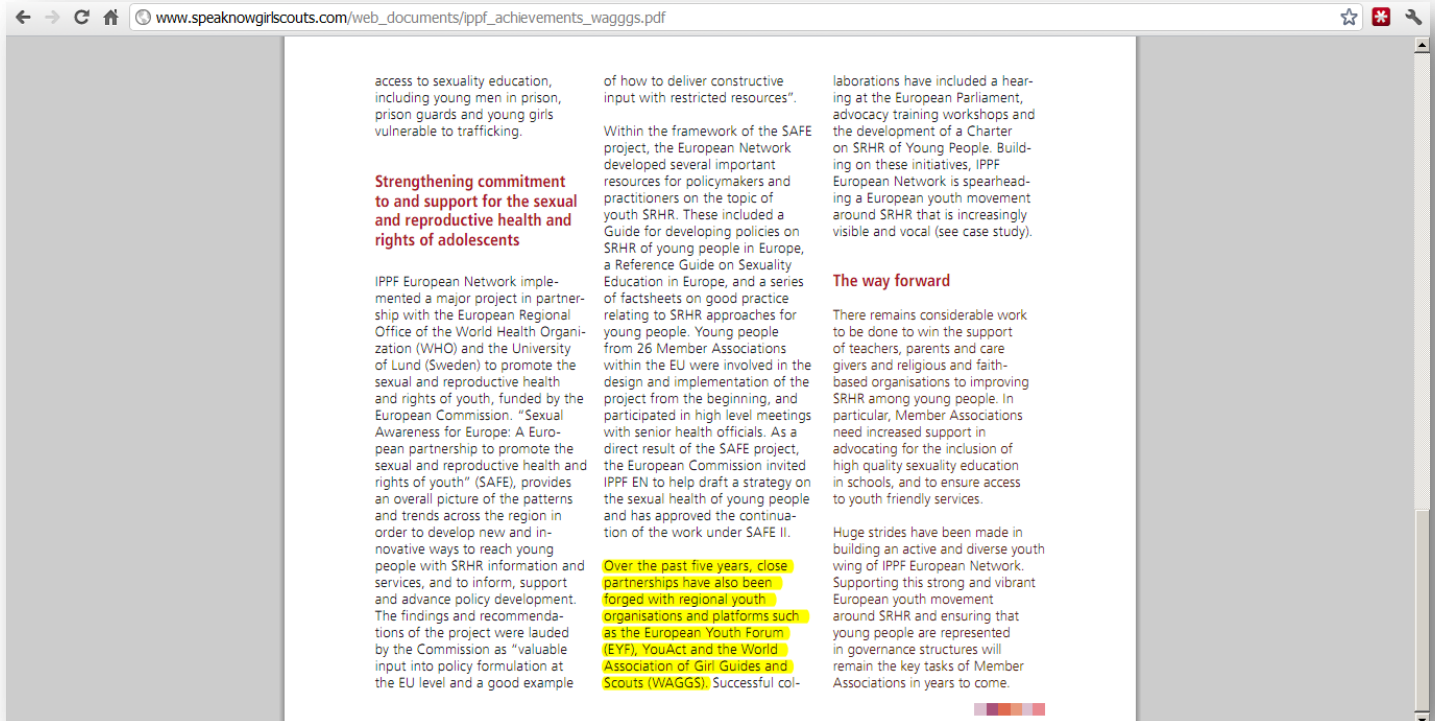 www.speaknowgirlscouts.com/web_documents/ippf_achievements_wagggs.pdf
access to sexuality education,
including young men in prison,
prison guards and young girls
vulnerable to trafficking.
Strengthening commitment
to and support for the sexual
and reproductive health and
rights of adolescents
IPPF European Network imple-
mented a major project in partner-
ship with the European Regional
Office of the World Health Organi-
zation (WHO) and the University
of Lund (Sweden) to promote the
sexual and reproductive health
and rights of youth, funded by the
European Commission. “Sexual
Awareness for Europe: A Euro-
pean partnership to promote the
sexual and reproductive health and
rights of youth” (SAFE), provides
an overall picture of the patterns
and trends across the region in
order to develop new and in-
novative ways to reach young
people with SRHR information and
services, and to inform, support
and advance policy development.
The findings and recommenda-
tions of the project were lauded
by the Commission as “valuable
input into policy formulation at
the EU level and a good example
of how to deliver constructive
input with restricted resources”.
Within the framework of the SAFE
project, the European Network
developed several important
resources for policymakers and
practitioners on the topic of
youth SRHR. These included a
Guide for developing policies on
SRHR of young people in Europe,
a Reference Guide on Sexuality
Education in Europe, and a series
of factsheets on good practice
relating to SRHR approaches for
young people. Young people
from 26 Member Associations
within the EU were involved in the
design and implementation of the
project from the beginning, and
participated in high level meetings
with senior health officials. As a
direct result of the SAFE project,
the European Commission invited
IPPF EN to help draft a strategy on
the sexual health of young people
and has approved the continua-
tion of the work under SAFE II.
Over the past five years, close
partnerships have also been
forged with regional youth
organisations and platforms such
as the European Youth Forum
(EYF), YouAct and the World
Association of Girl Guides and
Scouts (WAGGS). Successful col-
laborations have included a hear-
ing at the European Parliament,
advocacy training workshops and
the development of a Charter
on SRHR of Young People. Build-
ing on these initiatives, IPPF
European Network is spearhead-
ing a European youth movement
around SRHR that is increasingly
visible and vocal (see case study).
The way forward
There remains considerable work
to be done to win the support
of teachers, parents and care
givers and religious and faith-
based organisations to improving
SRHR among young people. In
particular, Member Associations
need increased support in
advocating for the inclusion of
high quality sexuality education
in schools, and to ensure access
to youth friendly services.
Huge strides have been made in
building an active and diverse youth
wing of IPPF European Network.
Supporting this strong and vibrant
European youth movement
around SRHR and ensuring that
young people are represented
in governance structures will
remain the key tasks of Member
Associations in years to come.